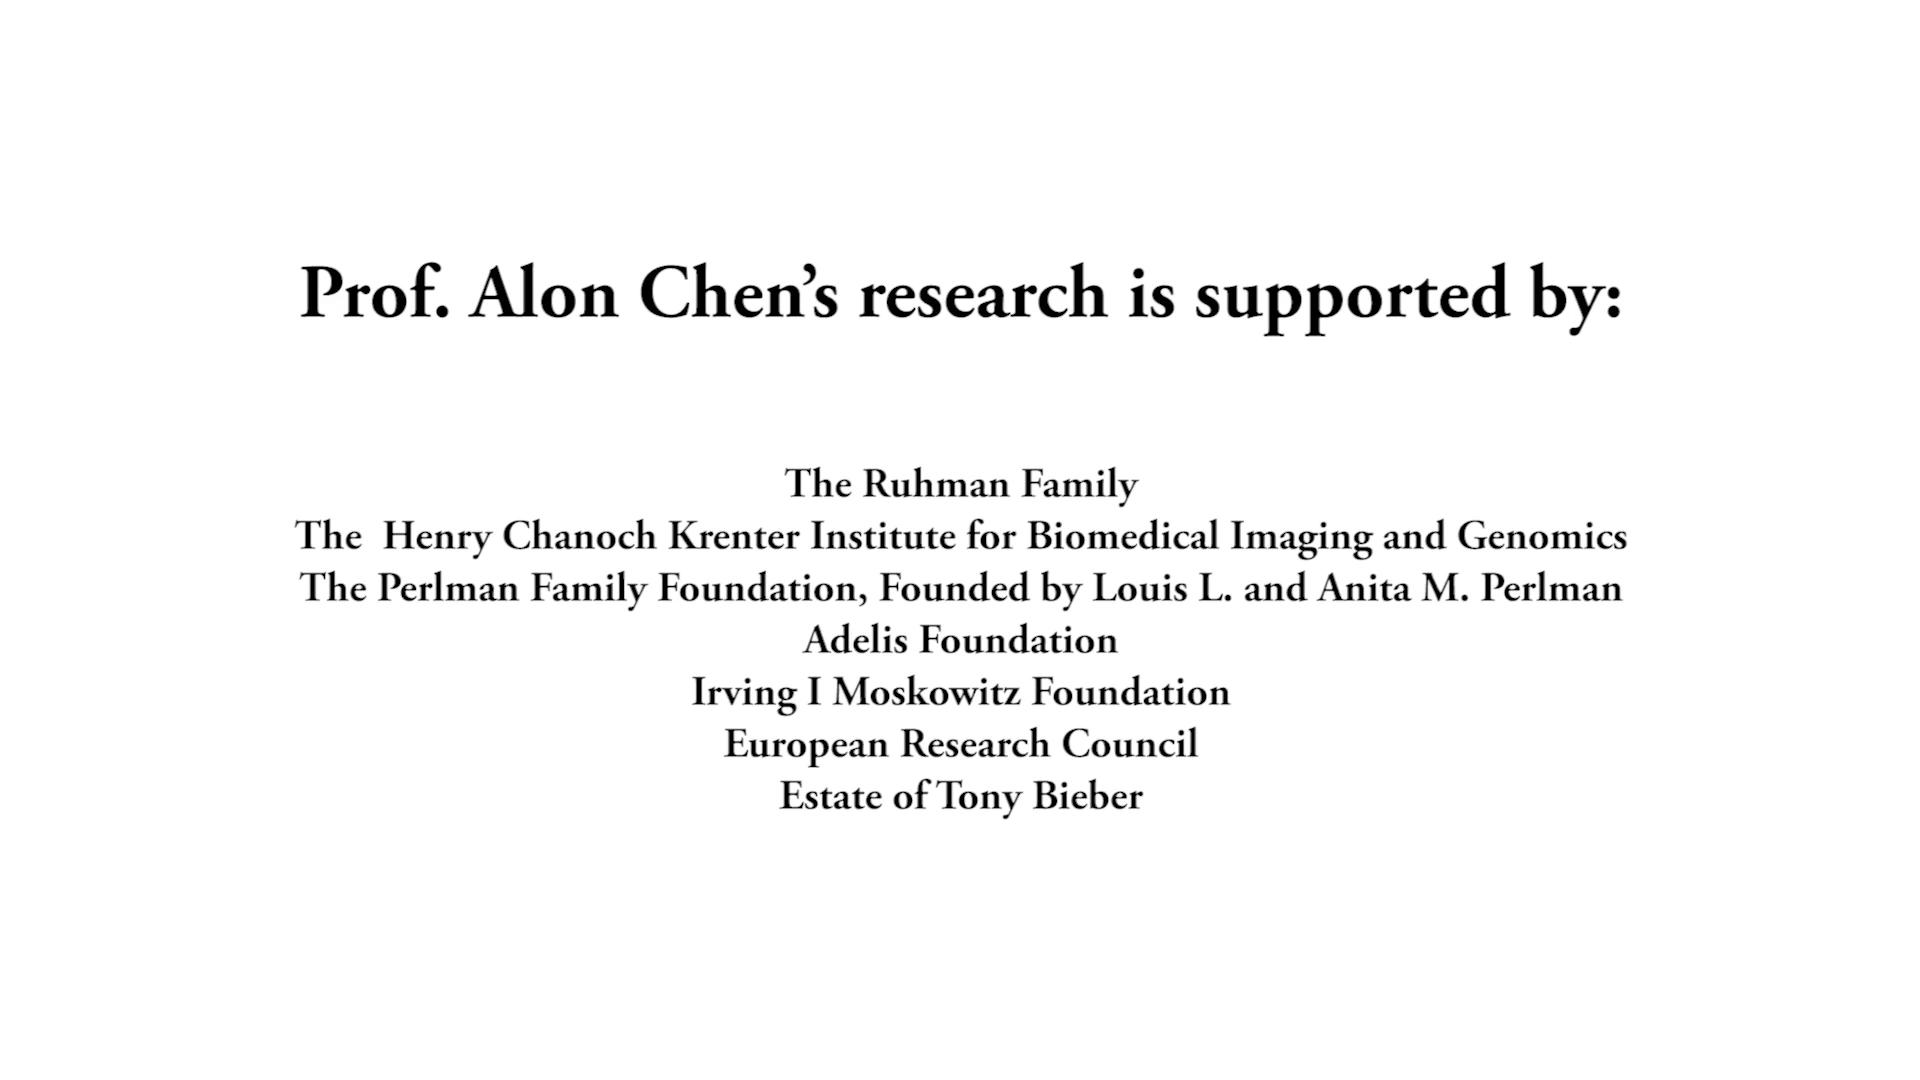 Prof. Alon Chen’s research is supported by:
The Ruhman Family
The  Henry Chanoch Krenter Institute for Biomedical Imaging and Genomics
The Perlman Family Foundation, Founded by Louis L. and Anita M. Perlman
Adelis Foundation
Irving I Moskowitz Foundation
European Research Council
Estate of Tony Bieber